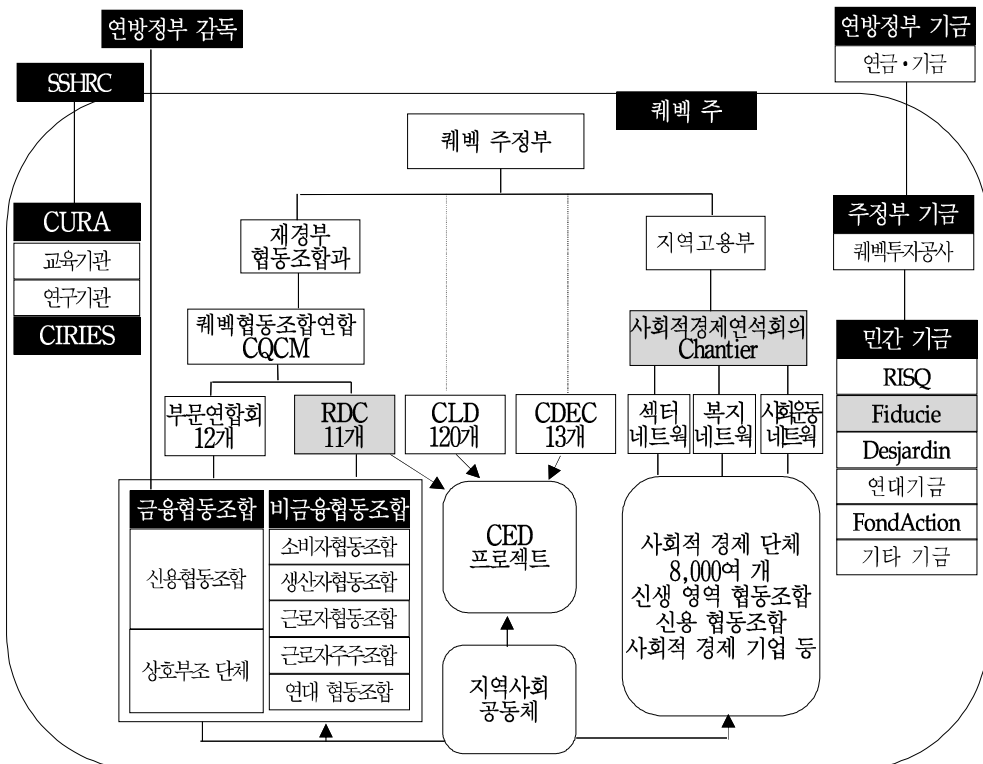 연방정부 감독
연방정부 기금
연금·기금
SSHRC
퀘벡 주
퀘벡 주정부
CURA
교육기관
연구기관
CIRIES
재경부
협동조합과
지역고용부
주정부 기금
퀘벡투자공사
퀘벡협동조합연합
CQCM
사회적경제연석회의
Chantier
민간 기금
RISQ
Fiducie
Desjardin
연대기금
FondAction
기타 기금
부문연합회
12개
RDC
11개
CLD
120개
CDEC
13개
섹터
네트웍
복지
네트웍
사회운동
네트웍
금융협동조합
신용협동조합
상호부조 단체
비금융협동조합
소비자협동조합
생산자협동조합
근로자협동조합
근로자주주조합
연대 협동조합
CED
프로젝트
사회적 경제 단체
8,000여 개
신생 영역 협동조합
신용 협동조합
사회적 경제 기업 등
지역사회
공동체